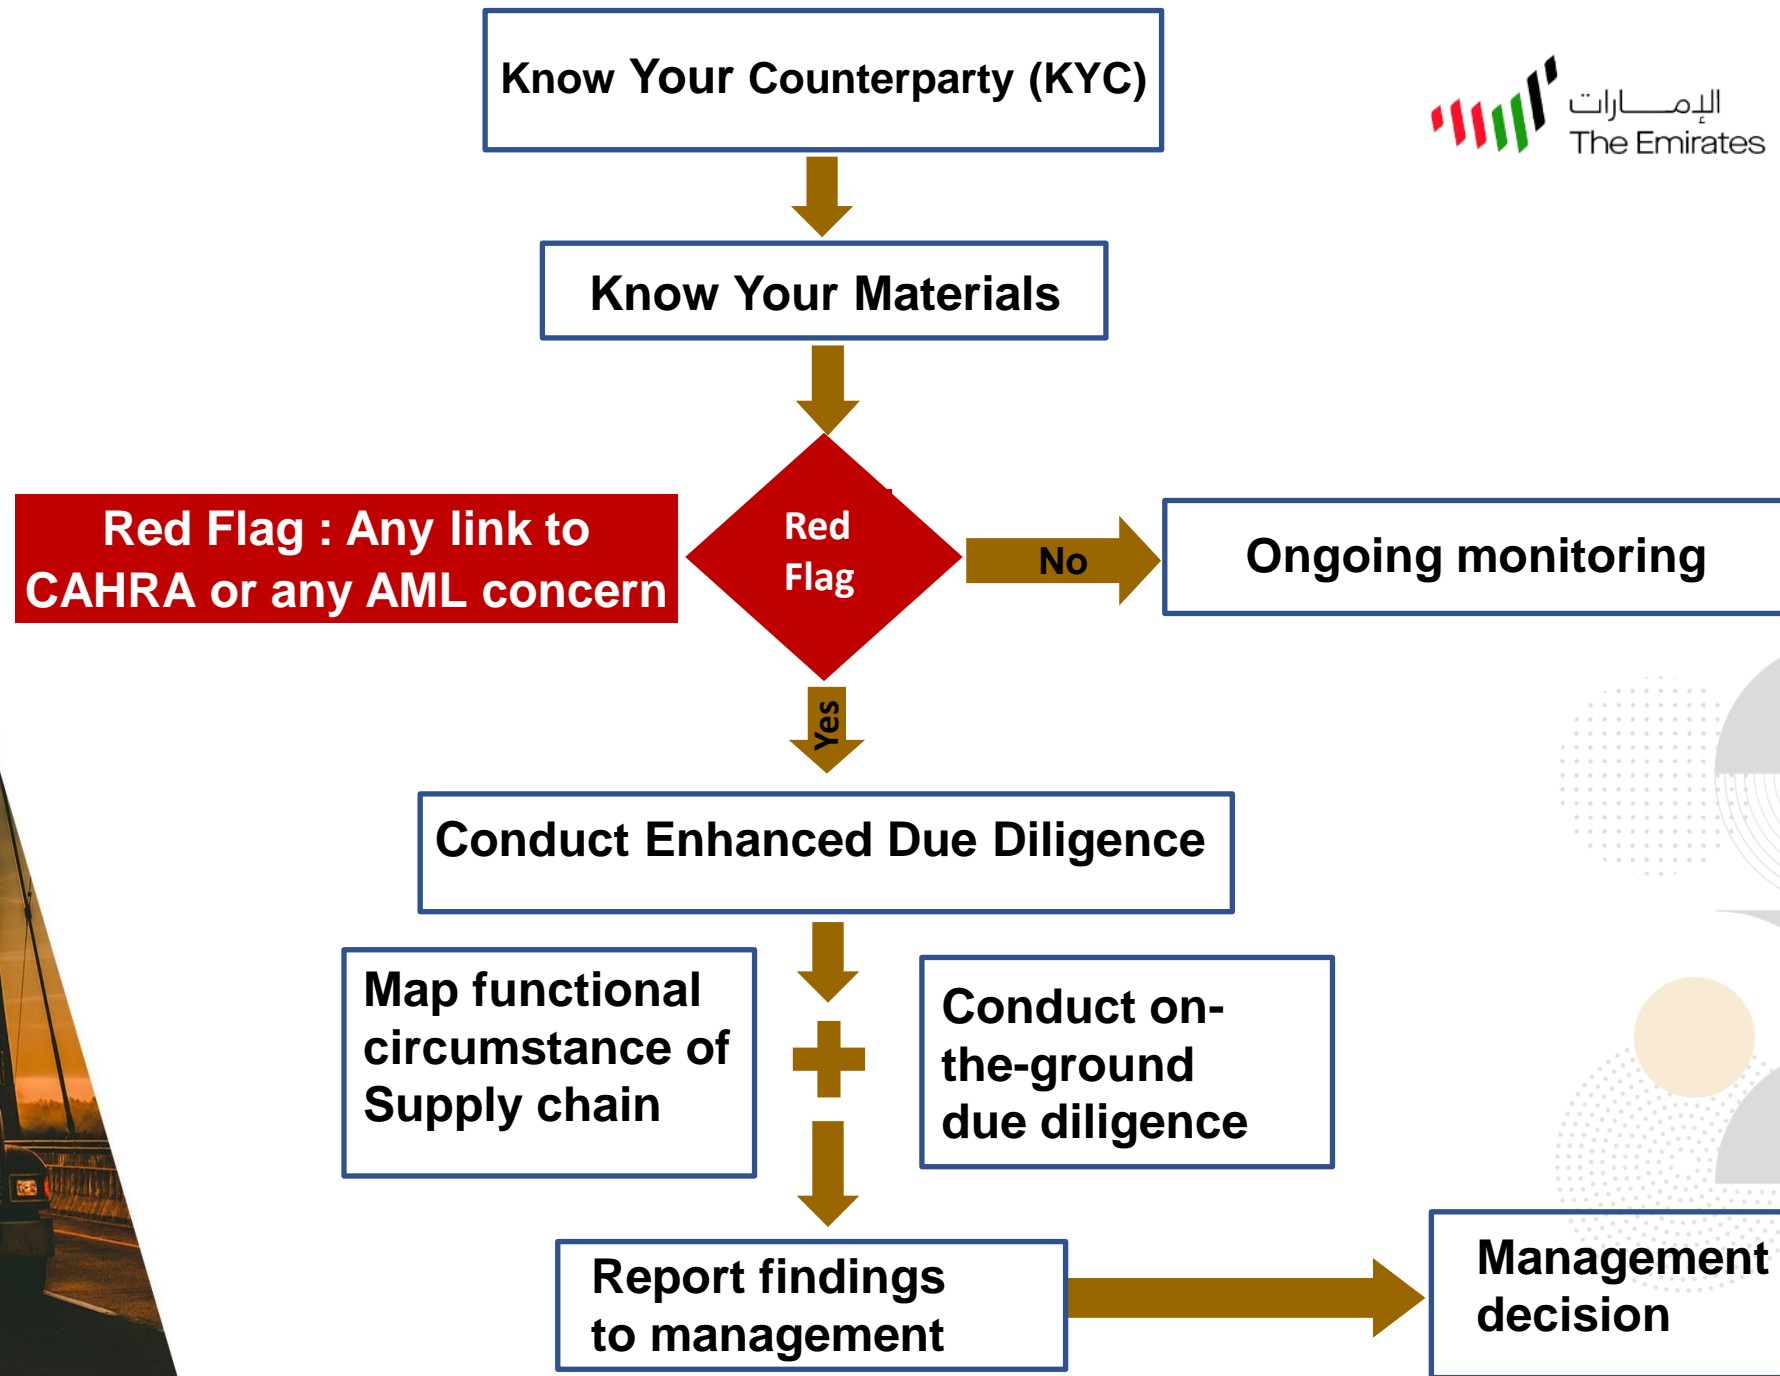 Know Your Counterparty (KYC)
الإمــــارات
The Emirates
Know Your Materials
Red Flag : Any link to
CAHRA or any AML concern
Red
Flag
No
Ongoing monitoring
Yes
Conduct Enhanced Due Diligence
Map functional
circumstance of
Supply chain
Conduct on-
the-ground
due diligence
Report findings
to management
Management
decision